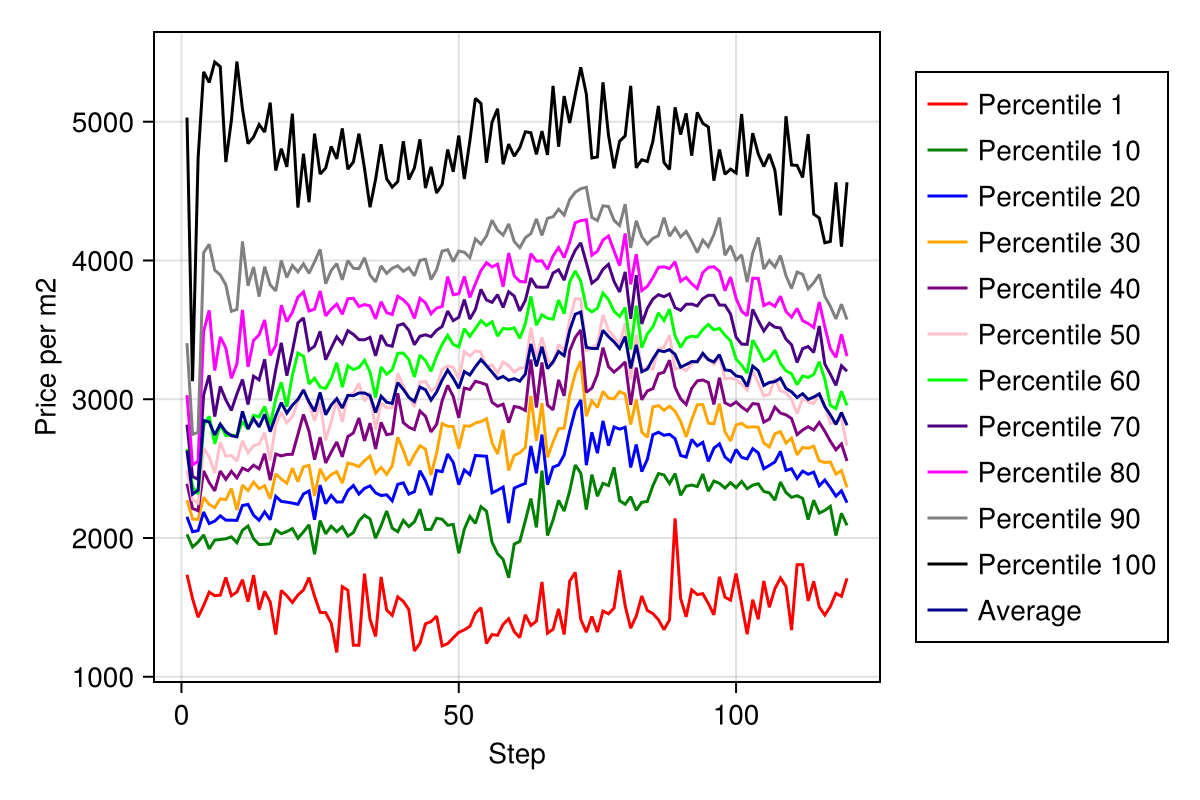 Price per m2
5000
4000
3000
2000
1000
0
50
100
Step
Percentile 1
Percentile 10
Percentile 20
Percentile 30
Percentile 40
Percentile 50
Percentile 60
Percentile 70
Percentile 80
Percentile 90
Percentile 100
Average